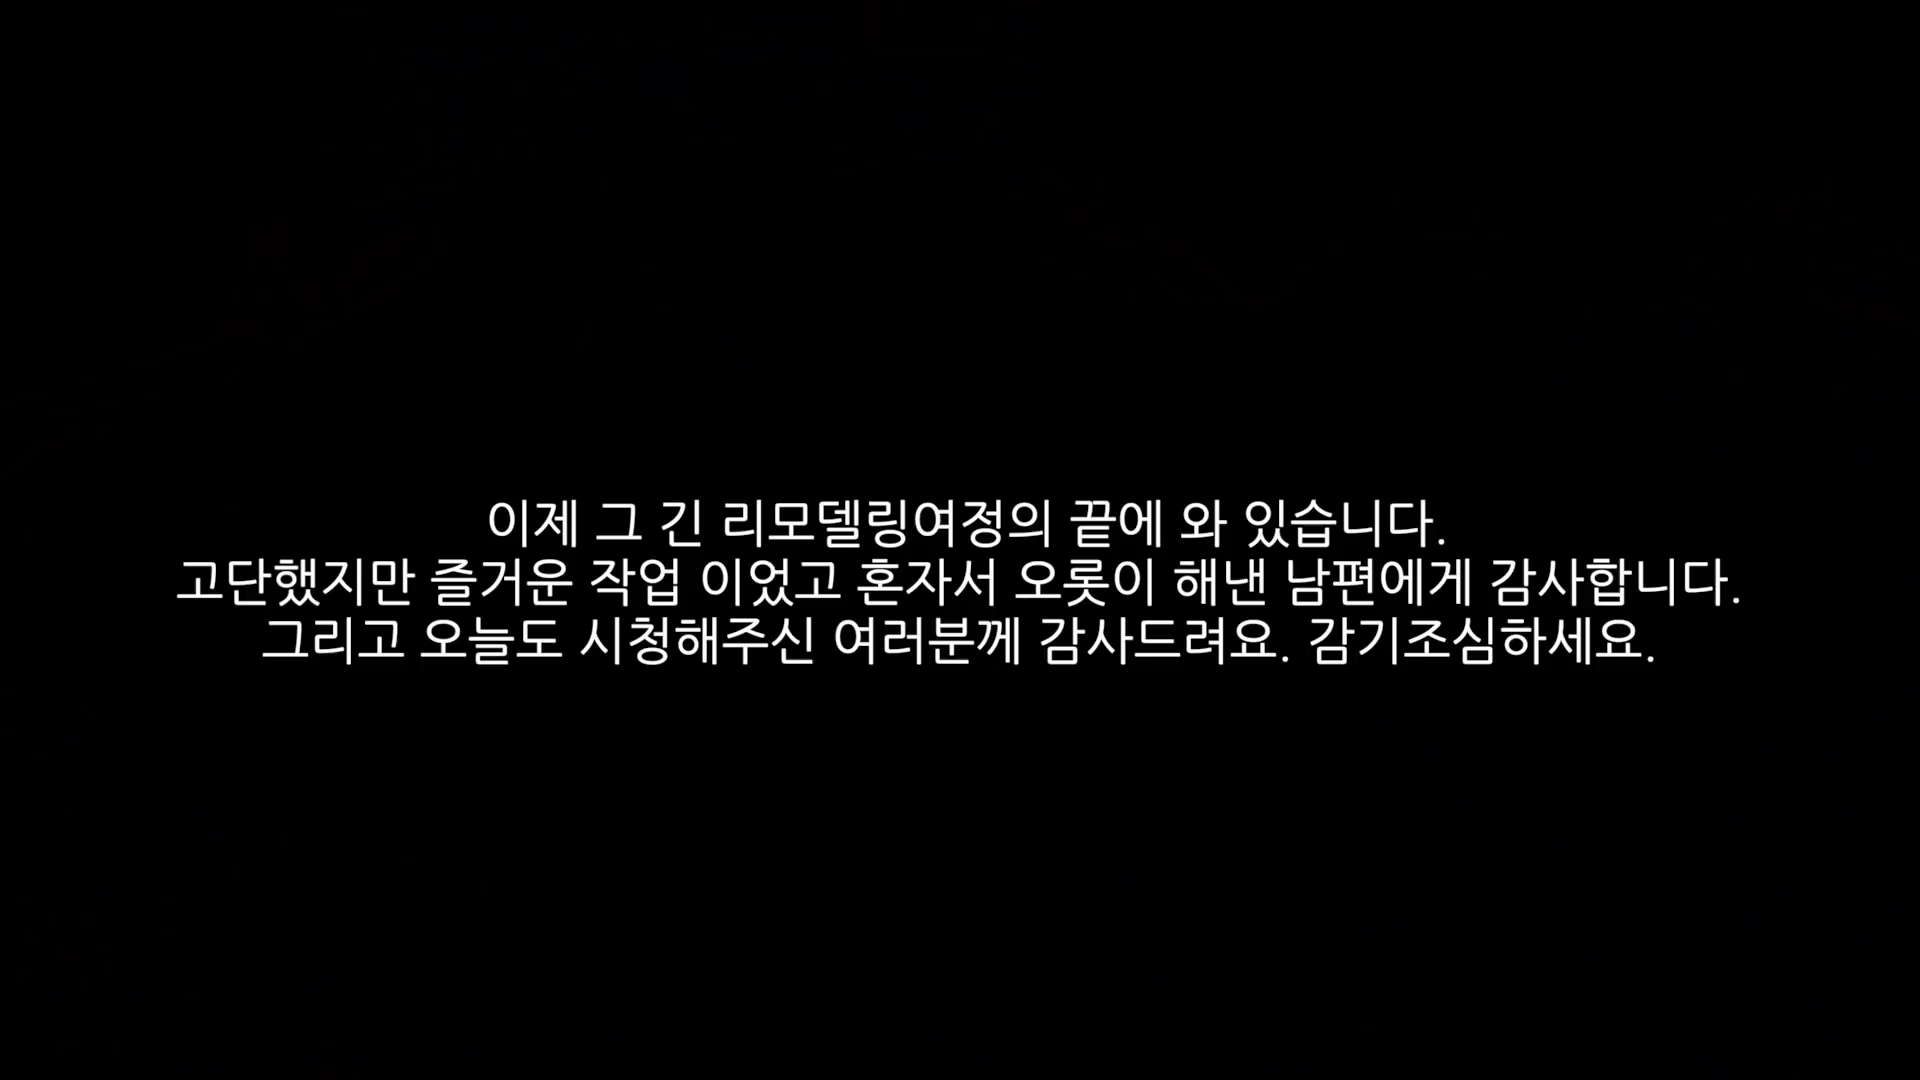 이제 그 긴 리모델링여정의 끝에 와 있습니다.
고단했지만 즐거운 작업 이었고 혼자서 오롯이 해낸 남편에게 감사합니다.
그리고 오늘도 시청해주신 여러분께 감사드려요. 감기조심하세요.